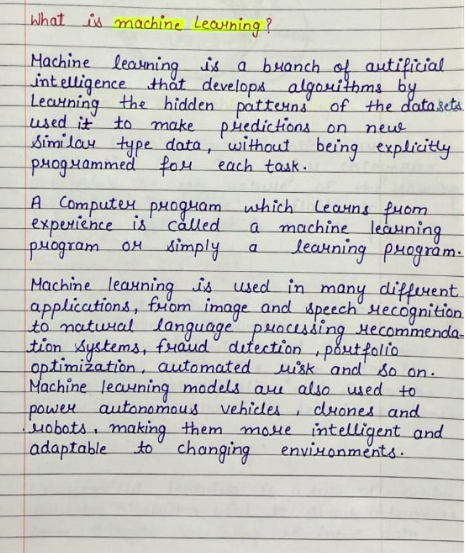 What is machine Learning?
Machine learning is a branch of artificial
intelligence that develops algorithms by
Learning the hidden patterns of the datasets
used it to make predictions on new
similar type data, without being explicitly
programmed for each task.
A Computer program which Learns from
experience is called a machine learning
program or simply a learning program.
Machine learning is used in many different
applications, from image and speech recognition
to natural language processing recommenda-
tion systems, fraud detection, portfolio
optimization, automated risk and so on.
Machine learning models are also used to
power autonomous vehicles, drones and
robots, making them more intelligent and
adaptable to changing environments.